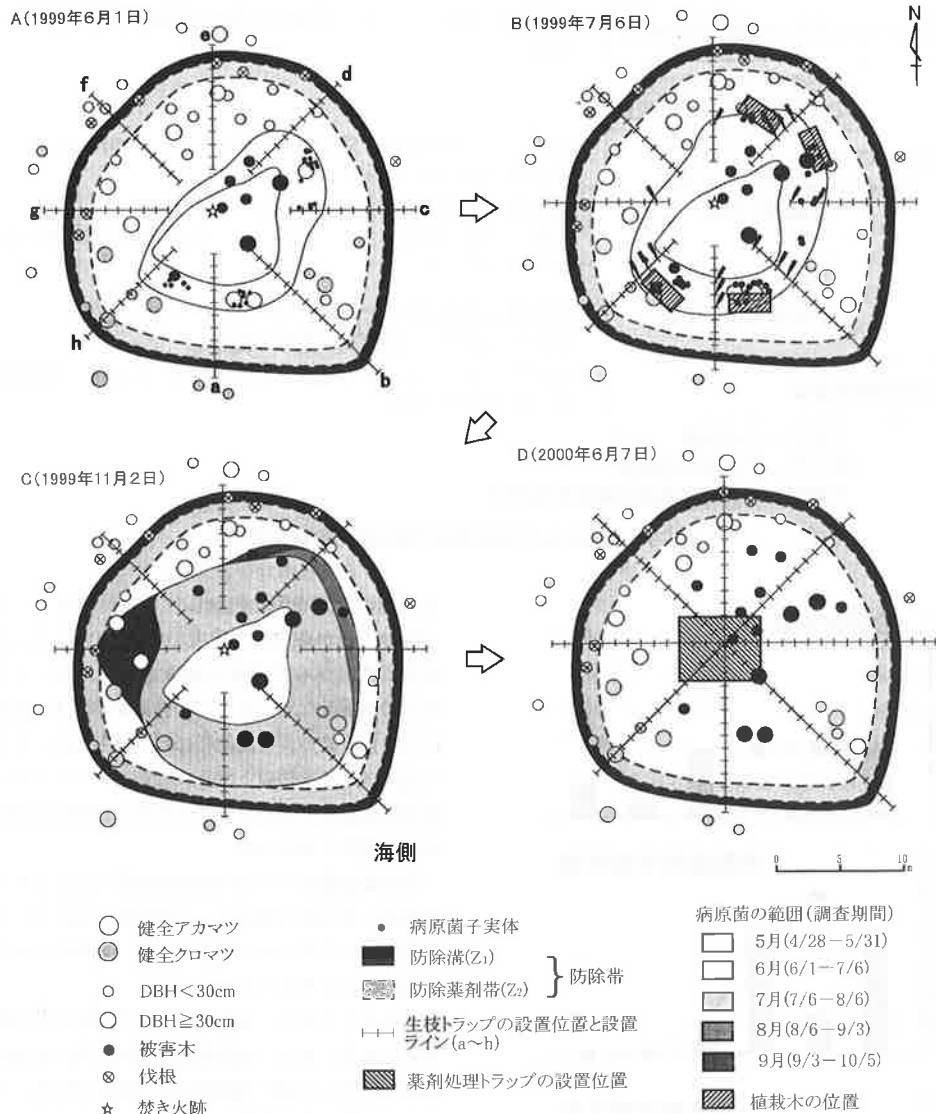 A(1999年6月1日)
B(1999年7月6日)
N
e
d
f
g
c
h
a
b
C(1999年11月2日)
D(2000年6月7日)
海側
0 5 10
m
健全アカマツ
健全クロマツ
DBH<30cm
DBH≧30cm
被害木
伐根
焚き火跡
病原菌子実体
防除溝(Z1)
防除薬剤帯(Z2)
防除帯
生枝トラップの設置位置と設置
ライン(a~h)
薬剤処理トラップの設置位置
病原菌の範囲(調査期間)
5月(4/28-5/31)
6月(6/1-7/6)
7月(7/6-8/6)
8月(8/6-9/3)
9月(9/3-10/5)
植栽木の位置